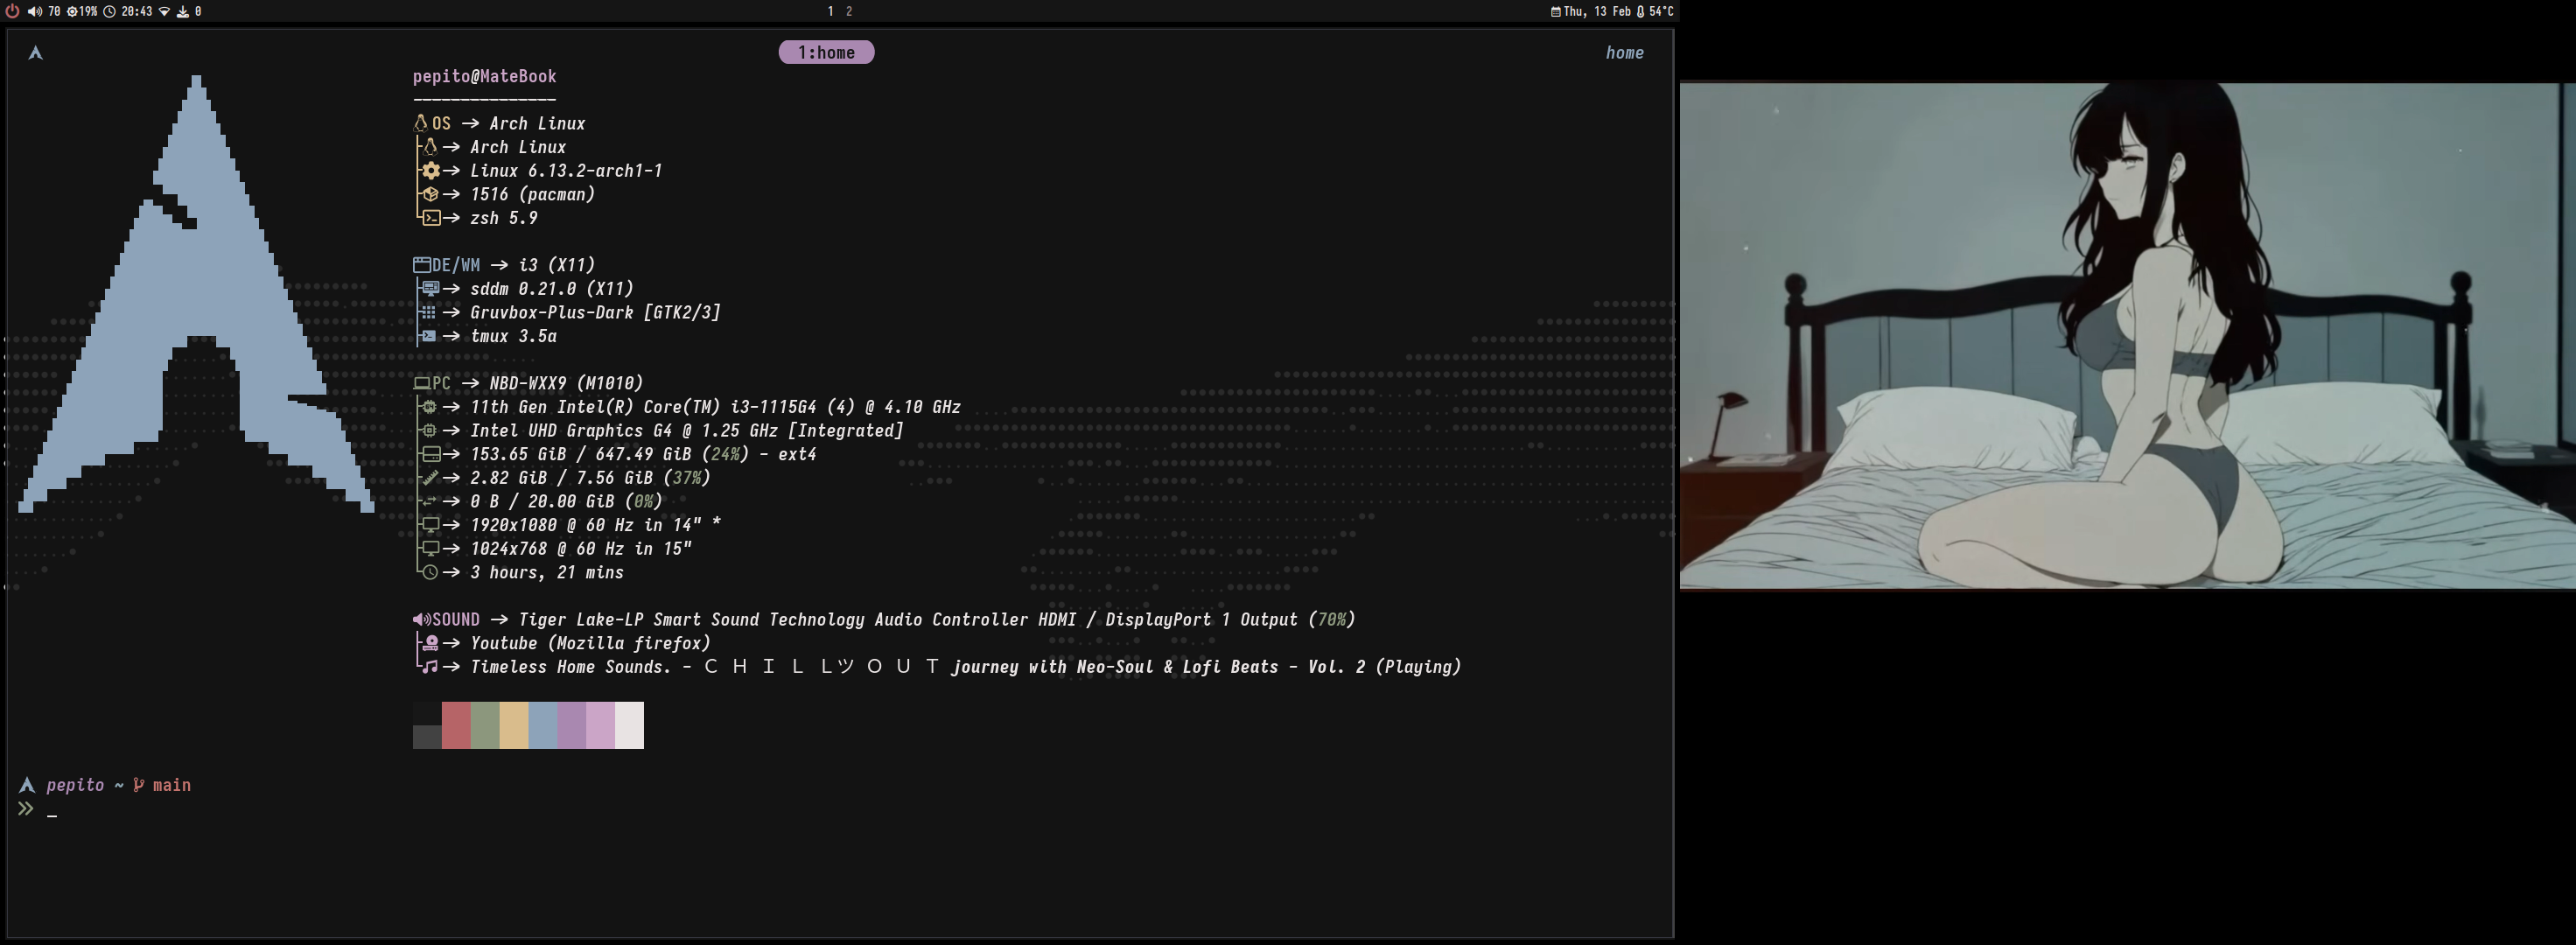 70 19% 20:43 0
1 2
Thu, 13 Feb 54°C
1:home
home
pepito@MateBook
---------------
OS → Arch Linux
→ Arch Linux
→ Linux 6.13.2-arch1-1
→ 1516 (pacman)
→ zsh 5.9
DE/WM → i3 (X11)
→ sddm 0.21.0 (X11)
→ Gruvbox-Plus-Dark [GTK2/3]
→ tmux 3.5a
PC → NBD-WXX9 (M1010)
→ 11th Gen Intel(R) Core(TM) i3-1115G4 (4) @ 4.10 GHz
→ Intel UHD Graphics G4 @ 1.25 GHz [Integrated]
→ 153.65 GiB / 647.49 GiB (24%) - ext4
→ 2.82 GiB / 7.56 GiB (37%)
→ 0 B / 20.00 GiB (0%)
→ 1920x1080 @ 60 Hz in 14" *
→ 1024x768 @ 60 Hz in 15"
→ 3 hours, 21 mins
SOUND → Tiger Lake-LP Smart Sound Technology Audio Controller HDMI / DisplayPort 1 Output (70%)
→ Youtube (Mozilla firefox)
→ Timeless Home Sounds. - Ｃ Ｈ Ｉ Ｌ Ｌツ Ｏ Ｕ Ｔ journey with Neo-Soul & Lofi Beats - Vol. 2 (Playing)
pepito ~ main
» _